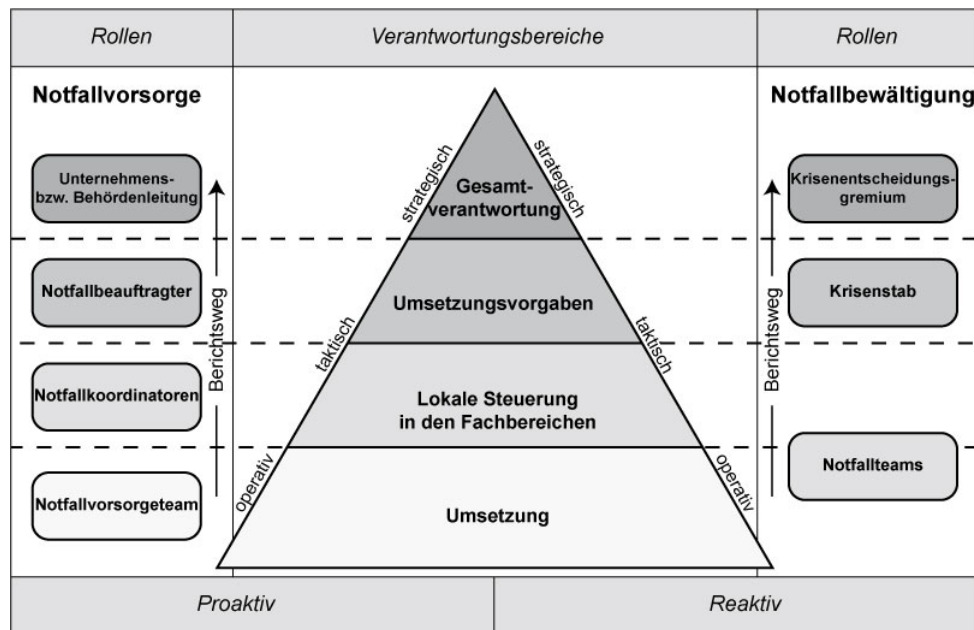 Rollen
Verantwortungsbereiche
Rollen
Notfallvorsorge
Notfallbewältigung
Unternehmens-
bzw. Behördenleitung
strategisch
Gesamt-
verantwortung
strategisch
Krisenentscheidungs-
gremium
Notfallbeauftragter
Umsetzungsvorgaben
Krisenstab
Berichtsweg
taktisch
taktisch
Berichtsweg
Notfallkoordinatoren
Lokale Steuerung
in den Fachbereichen
Notfallteams
operativ
operativ
Notfallvorsorgeteam
Umsetzung
Proaktiv
Reaktiv